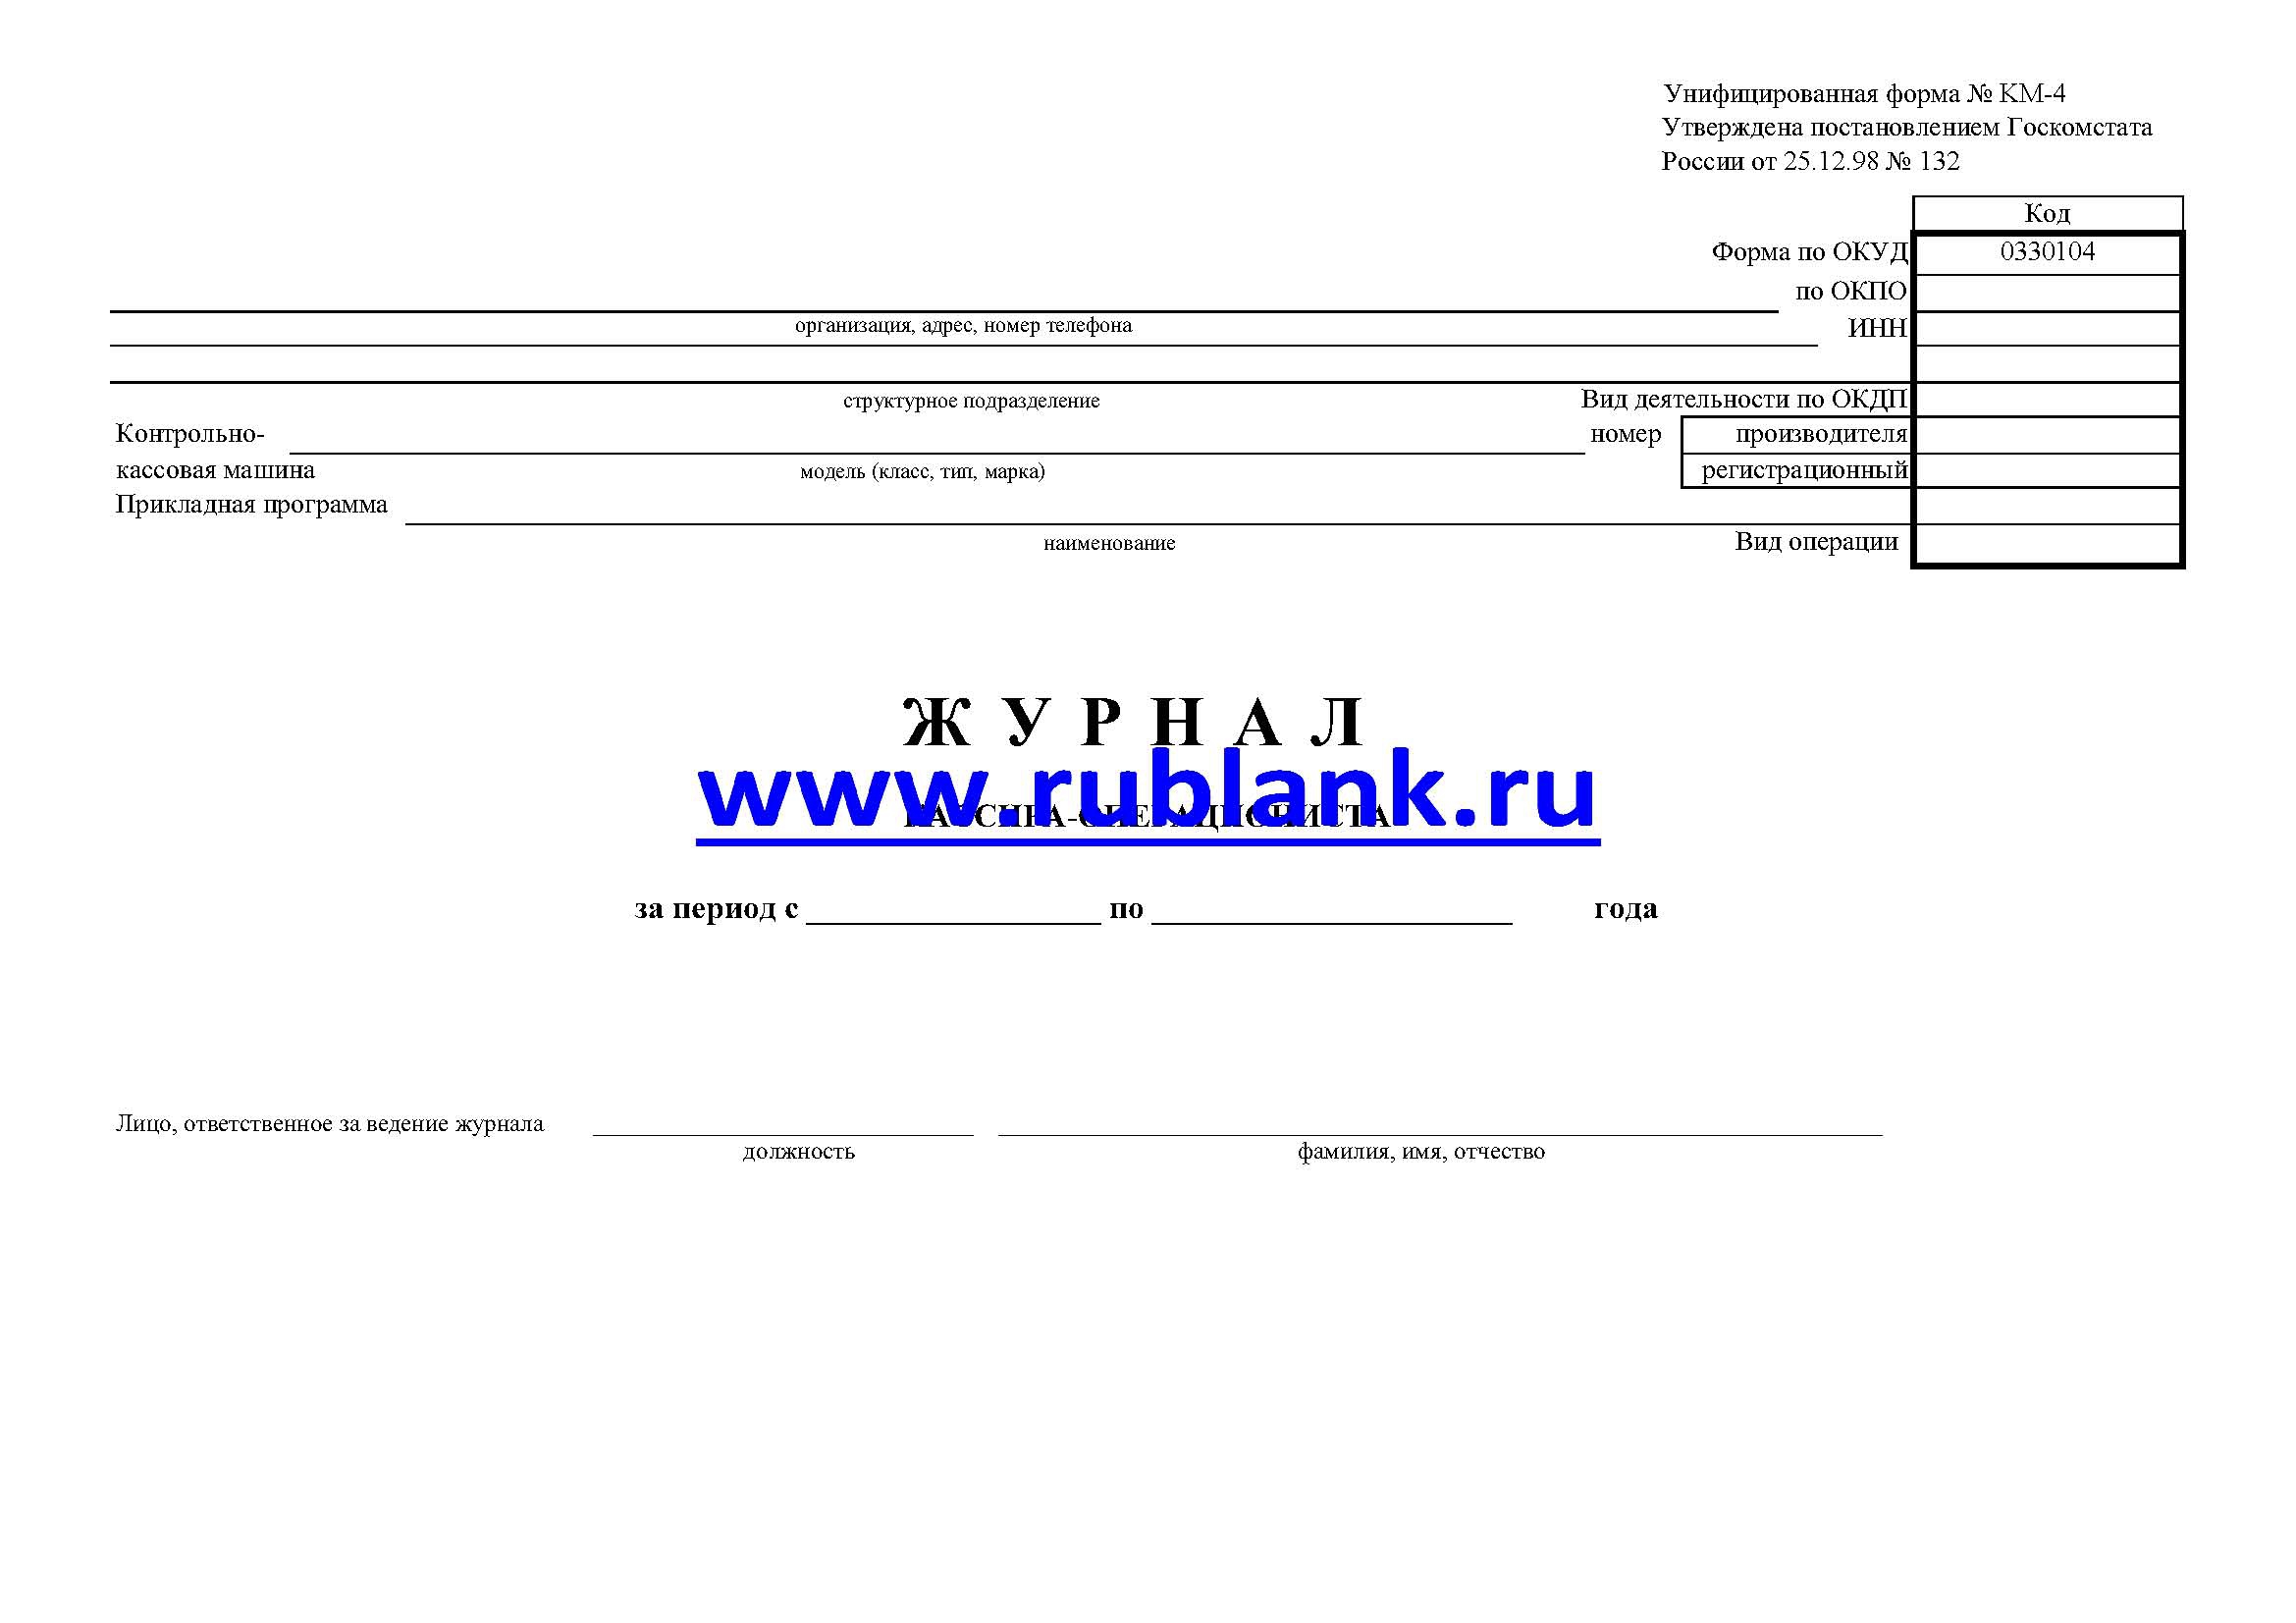 Унифицированная форма № КМ-4
Утверждена постановлением Госкомстата
России от 25.12.98 № 132
Код
Форма по ОКУД 0330104
по ОКПО
организация, адрес, номер телефона
ИНН
структурное подразделение Вид деятельности по ОКДП
Контрольно- номер производителя
кассовая машина модель (класс, тип, марка) регистрационный
Прикладная программа
наименование Вид операции
Ж У Р Н А Л
www.rublank.ru
КАССИРА-ОПЕРАЦИОНИСТА
за период с по года
Лицо, ответственное за ведение журнала
должность фамилия, имя, отчество